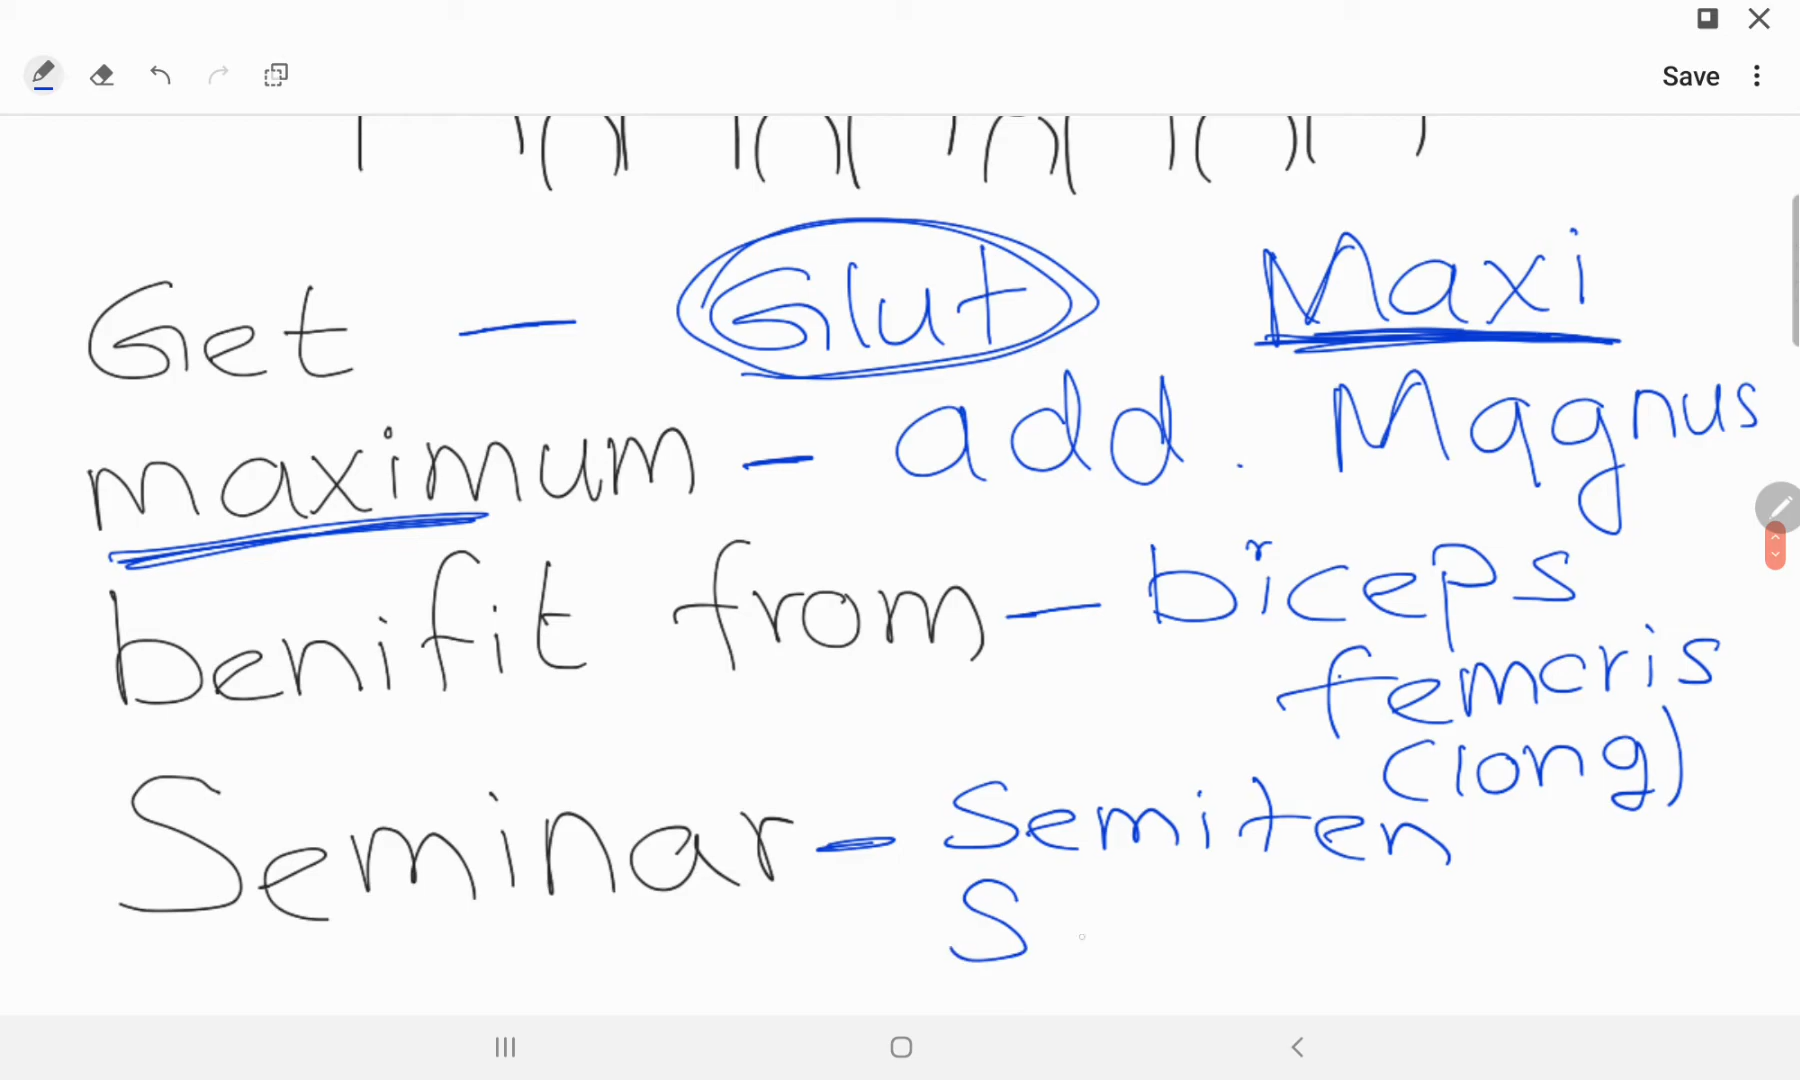 Save
Get — Glut Maxi
maximum — add. Magnus
benifit from — biceps
femoris
(long)
Seminar — Semiten
S